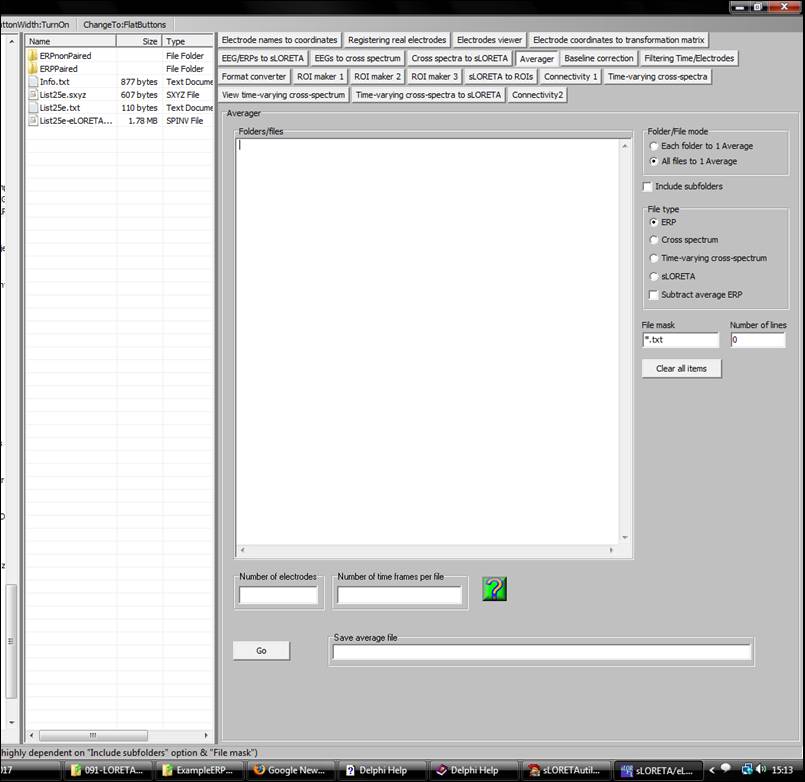 uttonWidth:TurnOn ChangeTo:FlatButtons
Electrode names to coordinates Registering real electrodes Electrodes viewer Electrode coordinates to transformation matrix
EEG/ERPs to sLORETA EEGs to cross spectrum Cross spectra to sLORETA Averager Baseline correction Filtering Time/Electrodes
Format converter ROI maker 1 ROI maker 2 ROI maker 3 sLORETA to ROIs Connectivity 1 Time-varying cross-spectra
View time-varying cross-spectrum Time-varying cross-spectra to sLORETA Connectivity2
Name Size Type
ERPnonPaired File Folder
ERPPaired File Folder
Info.txt 877 bytes Text Docume
List25e.sxyz 607 bytes SXYZ File
List25e.txt 110 bytes Text Docume
List25e-eLORETA... 1.78 MB SPINV File
Averager
Folders/files
Folder/File mode
Each folder to 1 Average
All files to 1 Average
Include subfolders
File type
ERP
Cross spectrum
Time-varying cross-spectrum
sLORETA
Subtract average ERP
File mask Number of lines
*.txt 0
Clear all items
Number of electrodes Number of time frames per file
?
Go
Save average file
highly dependent on "Include subfolders" option & "File mask")
017 091-LORETA... ExampleERP... Google New... Delphi Help Delphi Help sLORETAutil... sLORETA/eL... 15:13